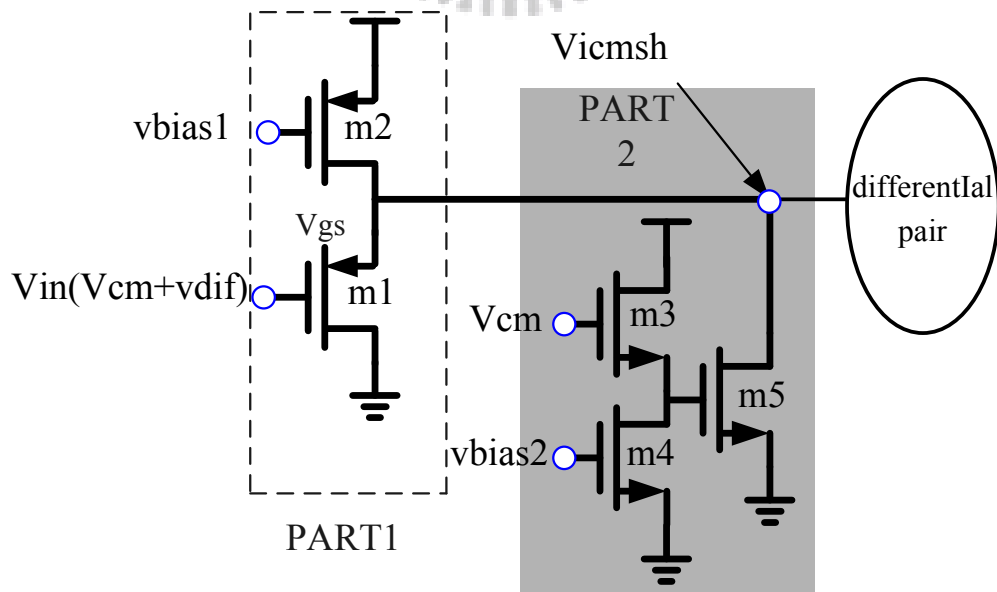 Vicmsh
PART
2
vbias1
m2
differentIal
pair
Vgs
Vin(Vcm+vdif)
m1
Vcm
m3
m5
vbias2
m4
PART1